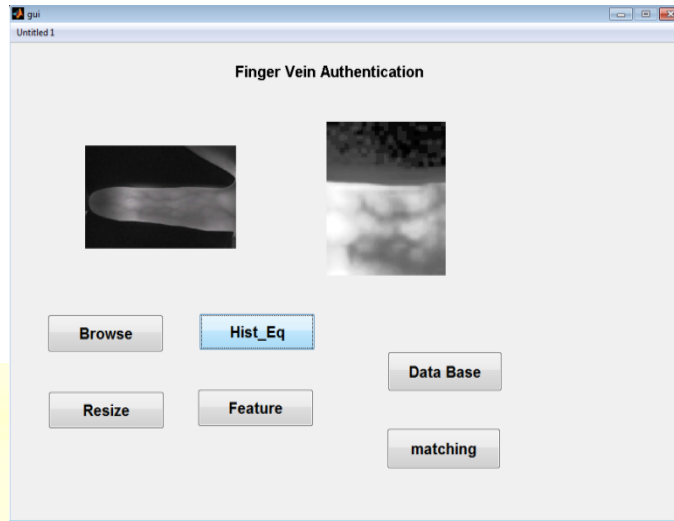 gui
Untitled 1
Finger Vein Authentication
Browse
Hist_Eq
Data Base
Resize
Feature
matching